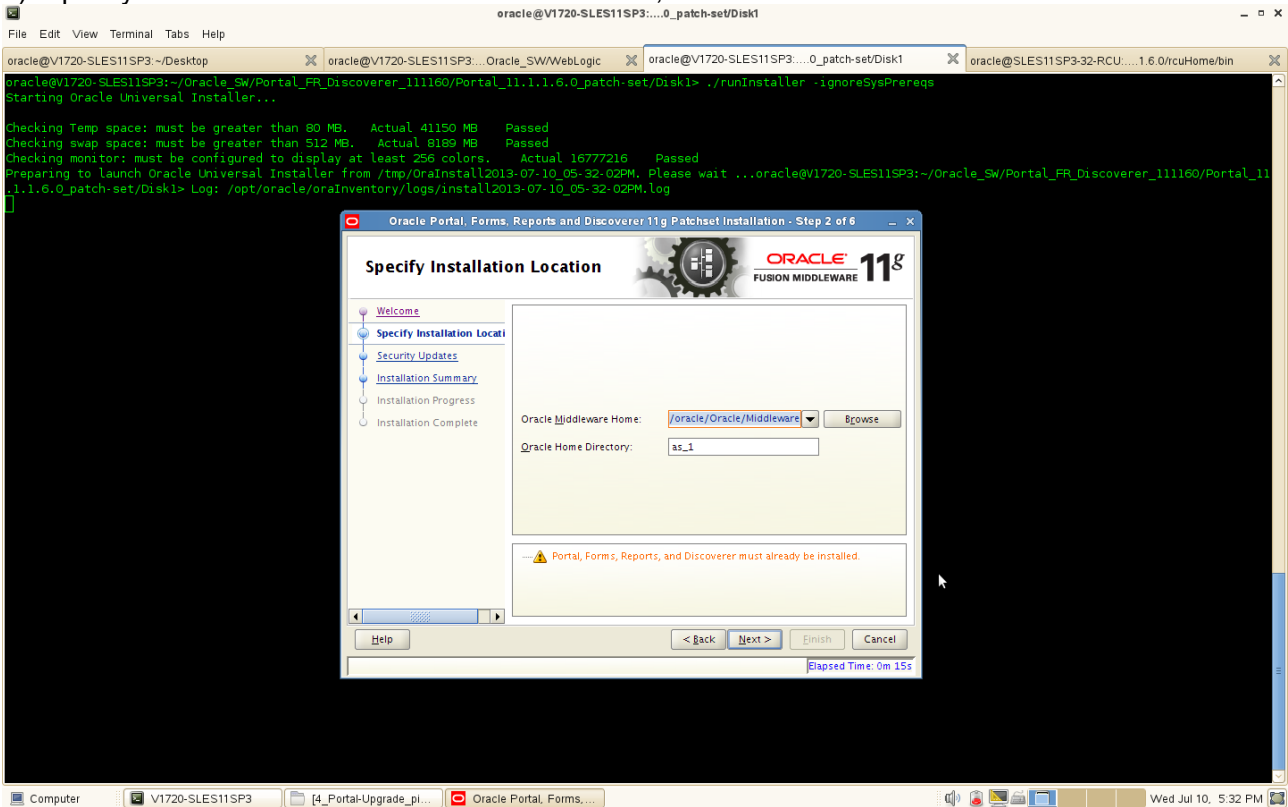 oracle@V1720-SLES11SP3:....0_patch-set/Disk1
File Edit View Terminal Tabs Help
oracle@V1720-SLES11SP3:~/Desktop
oracle@V1720-SLES11SP3:...Oracle_SW/WebLogic
oracle@V1720-SLES11SP3:....0_patch-set/Disk1
oracle@SLES11SP3-32-RCU:....1.6.0/rcuHome/bin
oracle@V1720-SLES11SP3:~/Oracle_SW/Portal_FR_Discoverer_111160/Portal_11.1.1.6.0_patch-set/Disk1> ./runInstaller -ignoreSysPrereqs
Starting Oracle Universal Installer...
Checking Temp space: must be greater than 80 MB. Actual 41150 MB Passed
Checking swap space: must be greater than 512 MB. Actual 8189 MB Passed
Checking monitor: must be configured to display at least 256 colors. Actual 16777216 Passed
Preparing to launch Oracle Universal Installer from /tmp/OraInstall2013-07-10_05-32-02PM. Please wait ...oracle@V1720-SLES11SP3:~/Oracle_SW/Portal_FR_Discoverer_111160/Portal_11
.1.1.6.0_patch-set/Disk1> Log: /opt/oracle/oraInventory/logs/install2013-07-10_05-32-02PM.log
Oracle Portal, Forms, Reports and Discoverer 11g Patchset Installation - Step 2 of 6
Specify Installation Location
ORACLE
FUSION MIDDLEWARE
11g
Welcome
Specify Installation Locati
Security Updates
Installation Summary
Installation Progress
Installation Complete
Oracle Middleware Home: /oracle/Oracle/Middleware Browse
Oracle Home Directory: as_1
Portal, Forms, Reports, and Discoverer must already be installed.
Help < Back Next > Finish Cancel
Elapsed Time: 0m 15s
Computer V1720-SLES11SP3 [4_Portal-Upgrade_pi... Oracle Portal, Forms,... Wed Jul 10, 5:32 PM